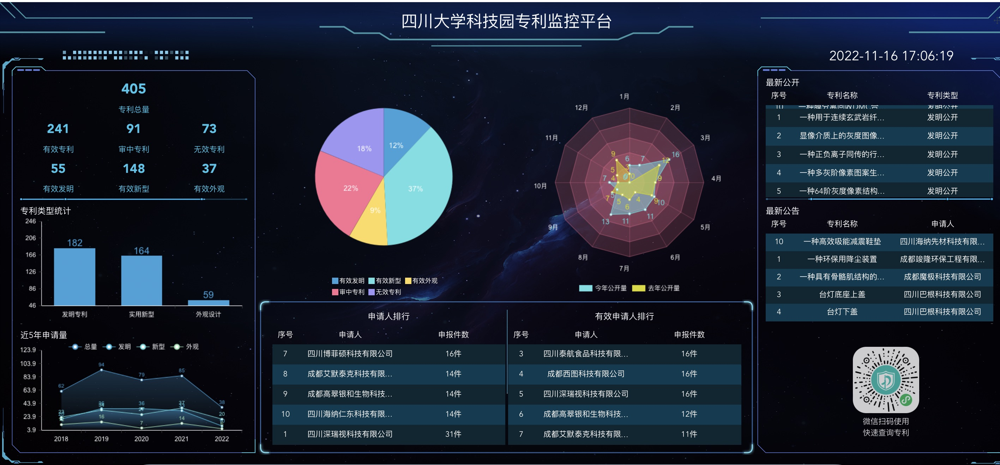 四川大学科技园专利监控平台
2022-11-16 17:06:19
405
专利总量
241 91 73
有效专利 审中专利 无效专利
55 148 37
有效发明 有效新型 有效外观
专利类型统计
246
206
166
126
86
46
182
164
59
发明专利 实用新型 外观设计
近5年申请量
总量 发明 新型 外观
123.9
103.9
83.9
63.9
43.9
23.9
3.9
62 94 79 85 38
36 37 20
16 7 14
2018 2019 2020 2021 2022
12%
37%
9%
22%
18%
有效发明 有效新型 有效外观
审中专利 无效专利
1月
2月
3月
4月
5月
6月
7月
8月
9月
10月
11月
12月
6 7 16
10 11 11 13 5 7
3 0 12 9 9 4 6 5 7 4 5 9
今年公开量 去年公开量
申请人排行
序号 申请人 申报件数
7 四川博菲硕科技有限公司 16件
8 成都艾默泰克科技有限... 14件
9 成都高翠银和生物科技... 14件
10 四川海纳仁东科技有限... 14件
1 四川深瑞视科技有限公司 31件
有效申请人排行
序号 申请人 申报件数
3 四川泰航食品科技有限... 16件
4 成都西图科技有限公司 16件
5 四川深瑞视科技有限公司 16件
6 成都高翠银和生物科技... 12件
7 成都艾默泰克科技有限... 11件
最新公开
序号 专利名称 专利类型
10 一种膜分离回收DMC合... 发明公开
1 一种用于连续玄武岩纤... 发明公开
2 显像介质上的灰度图像... 发明公开
3 一种正负离子同传的行... 发明公开
4 一种多灰阶像素图案生... 发明公开
5 一种64阶灰度像素结构... 发明公开
最新公告
序号 专利名称 申请人
10 一种高效吸能减震鞋垫 四川海纳先材科技有限...
1 一种环保用降尘装置 成都竣隆环保工程有限...
2 一种具有骨骼肌结构的... 成都魔极科技有限公司
3 台灯底座上盖 四川巴根科技有限公司
4 台灯下盖 四川巴根科技有限公司
微信扫码使用
快速查询专利